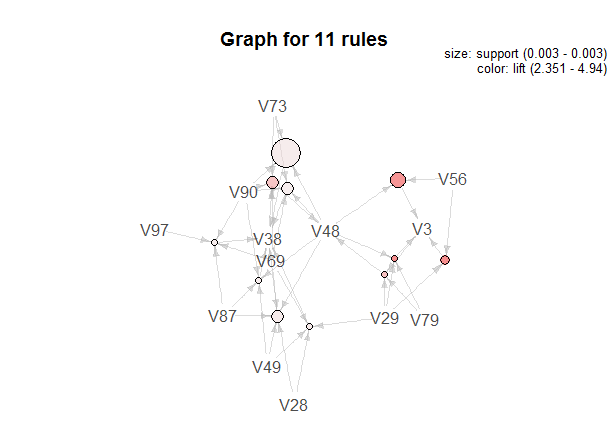 Graph for 11 rules
size: support (0.003 - 0.003)
color: lift (2.351 - 4.94)
V73
V56
V90
V97
V48
V3
V38
V69
V87
V29
V79
V49
V28